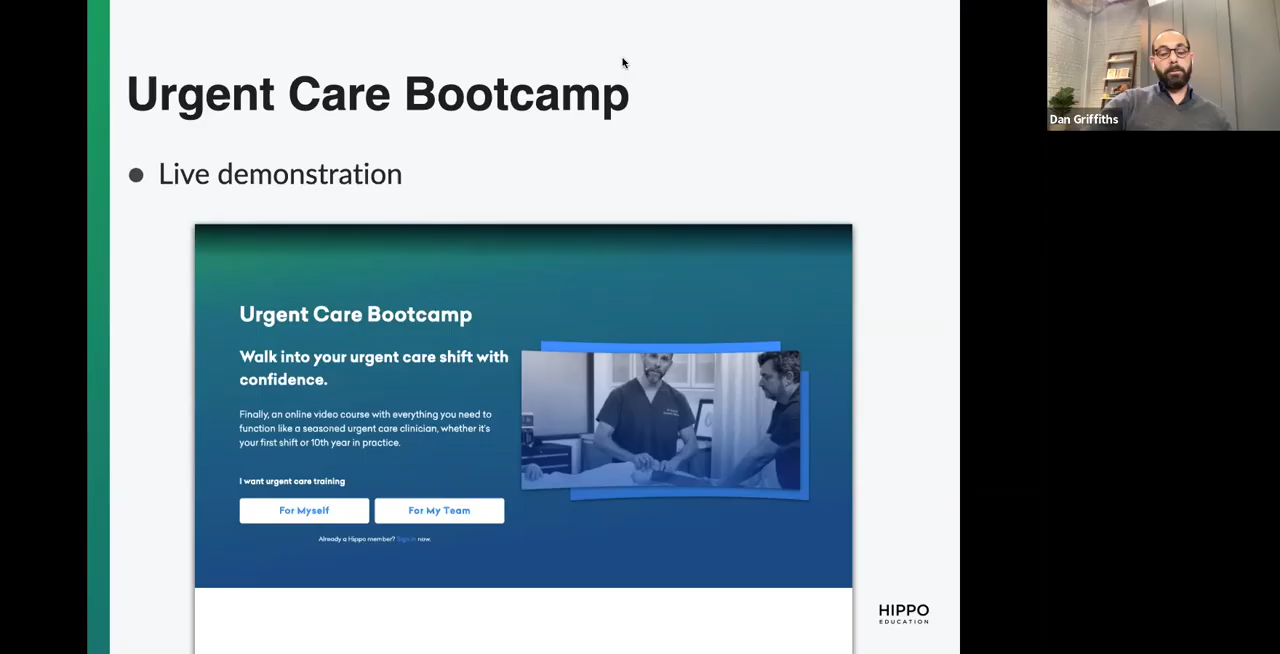 Urgent Care Bootcamp
Dan Griffiths
● Live demonstration
Urgent Care Bootcamp
Walk into your urgent care shift with
confidence.
Finally, an online video course with everything you need to
function like a seasoned urgent care clinician, whether it's
your first shift or 10th year in practice.
I want urgent care training
For Myself
For My Team
Already a Hippo member? Sign in now.
HIPPO
EDUCATION